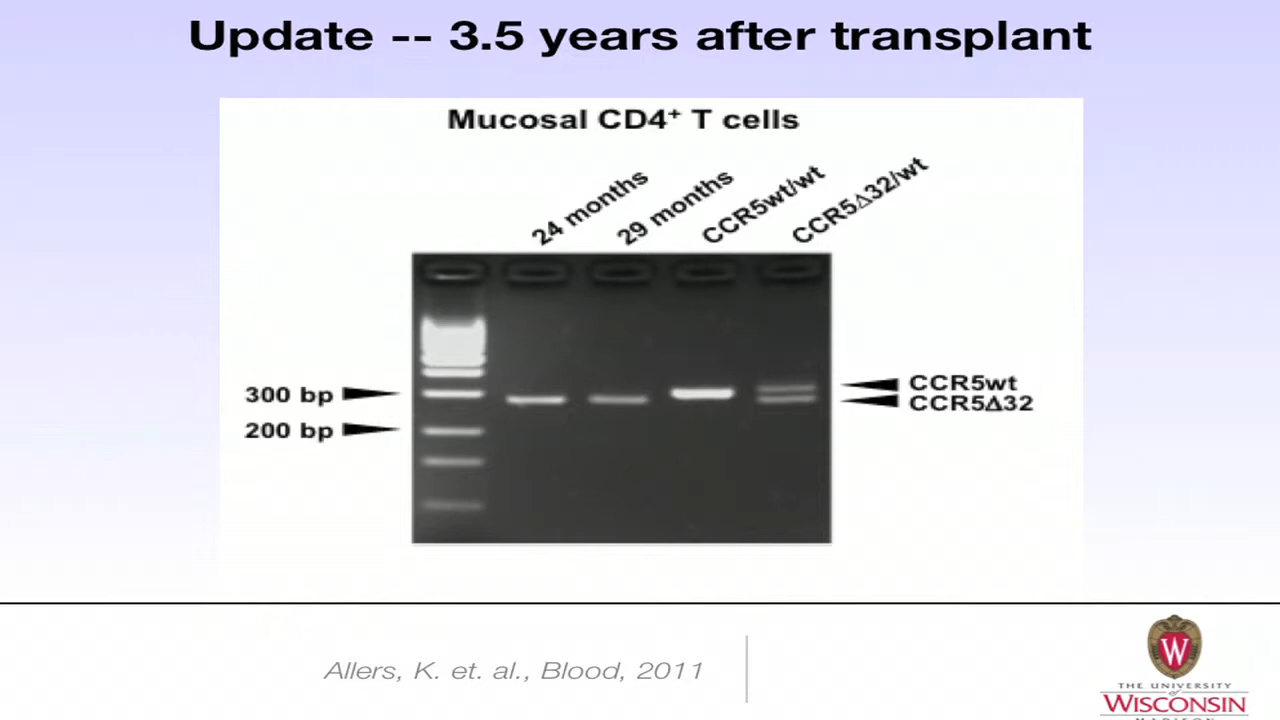 Update -- 3.5 years after transplant
Mucosal CD4⁺ T cells
24 months
29 months
CCR5wt/wt
CCR5Δ32/wt
300 bp
200 bp
CCR5wt
CCR5Δ32
Allers, K. et. al., Blood, 2011
W
THE UNIVERSITY
of
WISCONSIN
MADISON